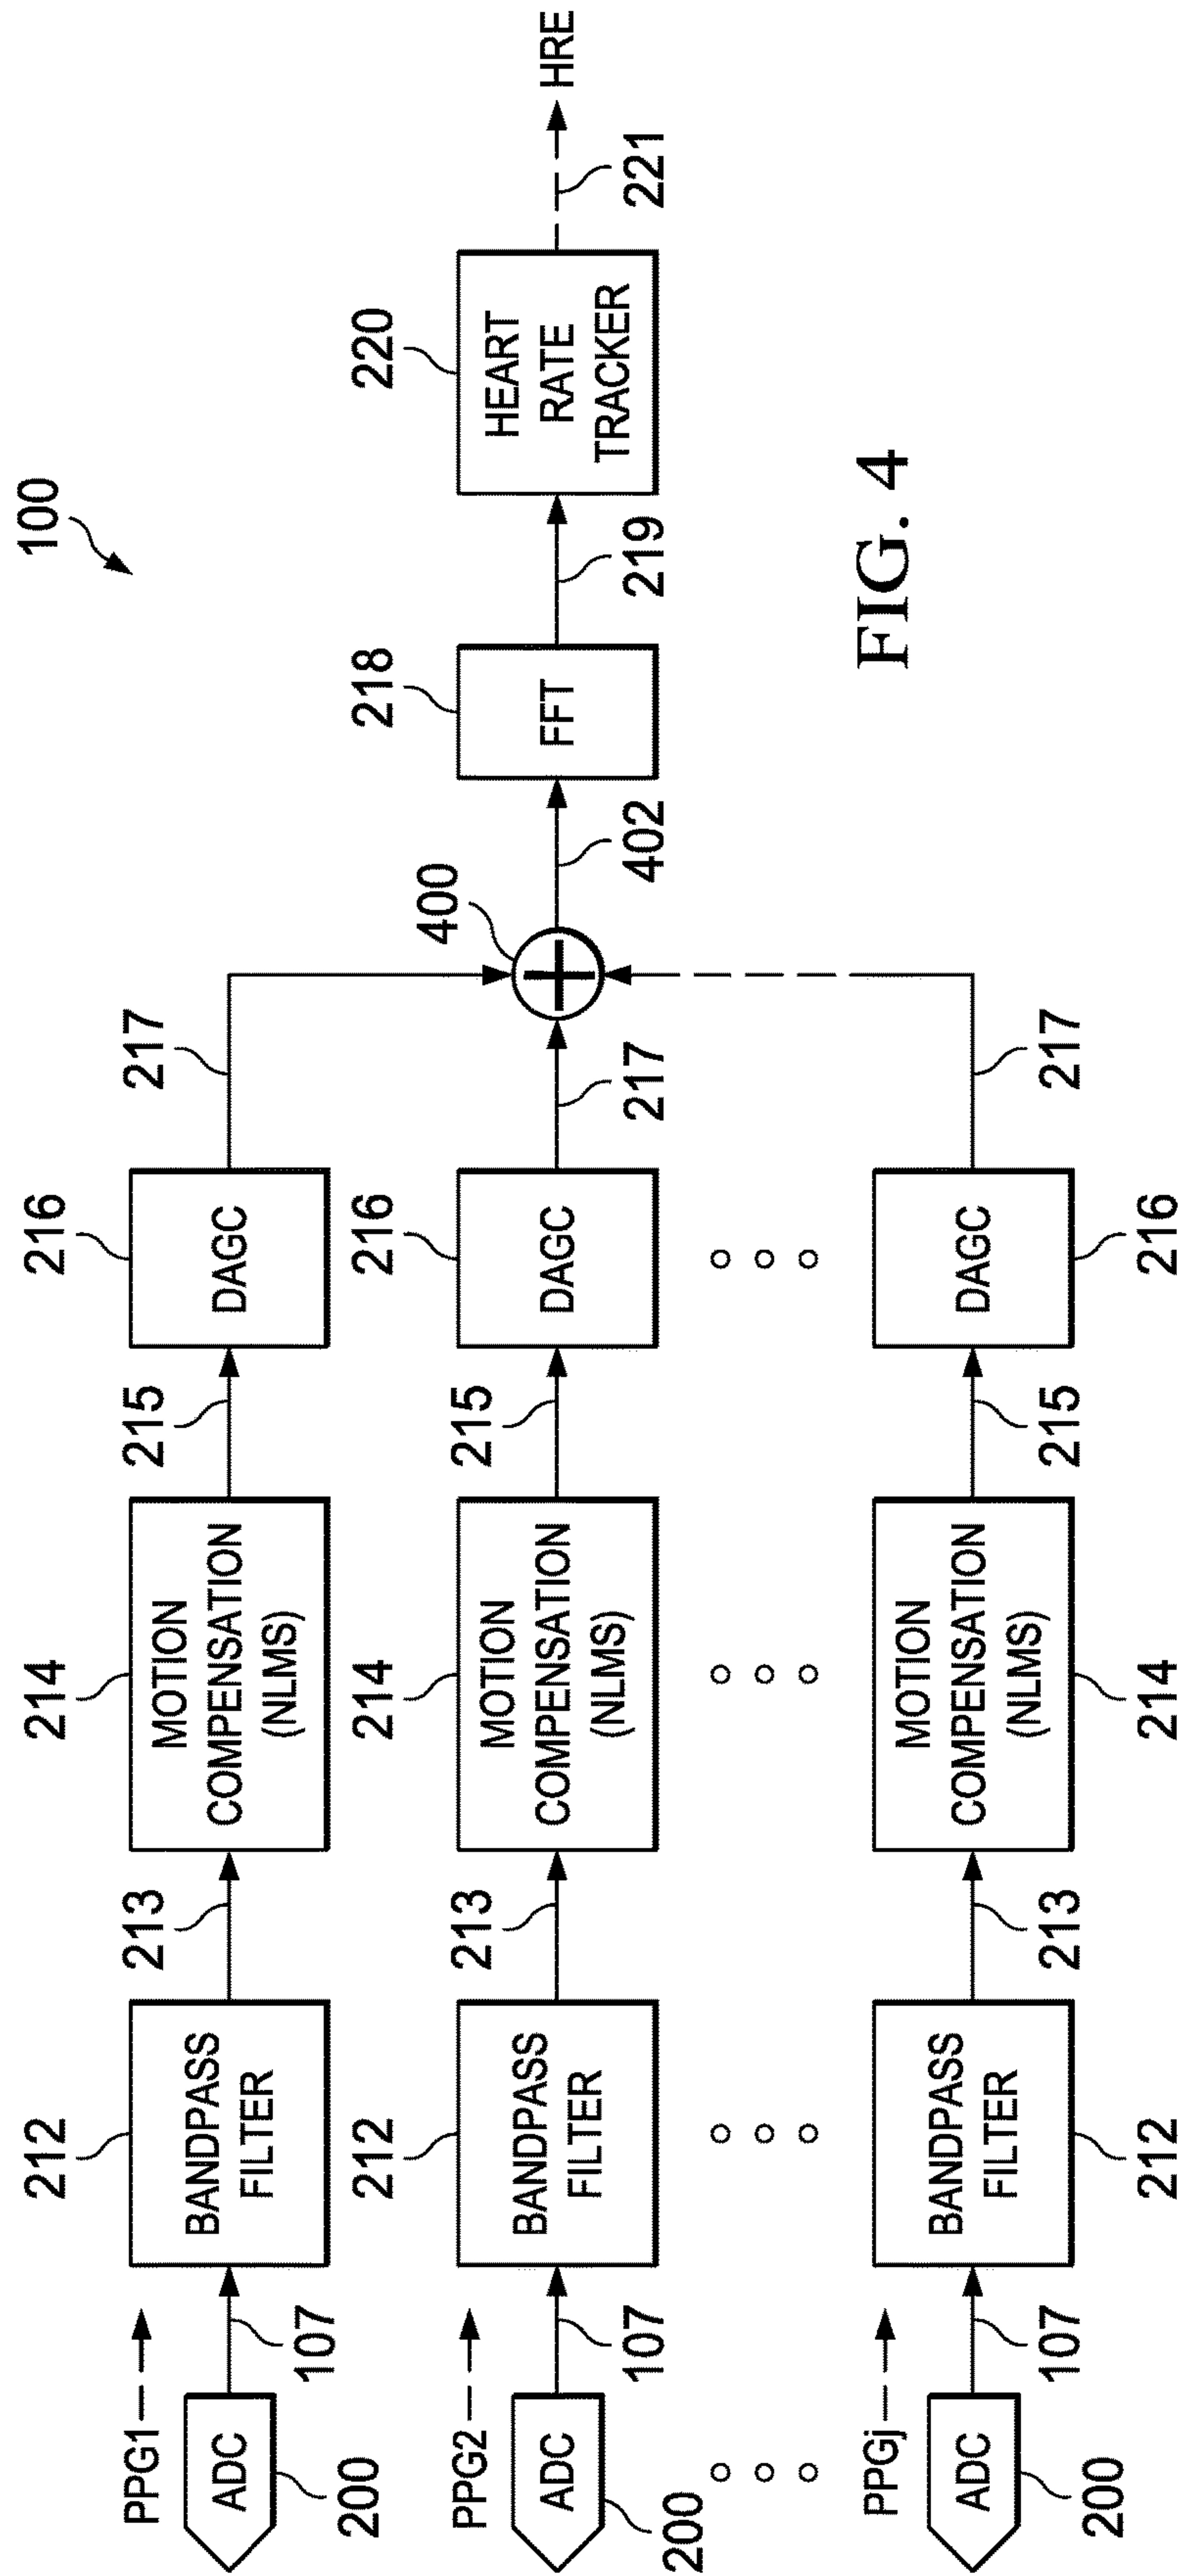 100
PPG1
ADC
200
107
212
BANDPASS
FILTER
213
214
MOTION
COMPENSATION
(NLMS)
215
216
DAGC
217
PPG2
ADC
200
107
212
BANDPASS
FILTER
213
214
MOTION
COMPENSATION
(NLMS)
215
216
DAGC
217
400
402
218
FFT
219
220
HEART
RATE
TRACKER
221
HRE
PPGj
ADC
200
107
212
BANDPASS
FILTER
213
214
MOTION
COMPENSATION
(NLMS)
215
216
DAGC
217
FIG. 4